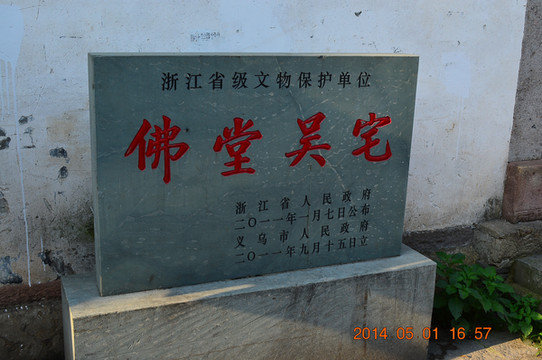 浙江省级文物保护单位
佛堂吴宅
浙江省人民政府
二〇一一年一月七日公布
义乌市人民政府
二〇一一年九月十五日立
2014.05.01 16:57